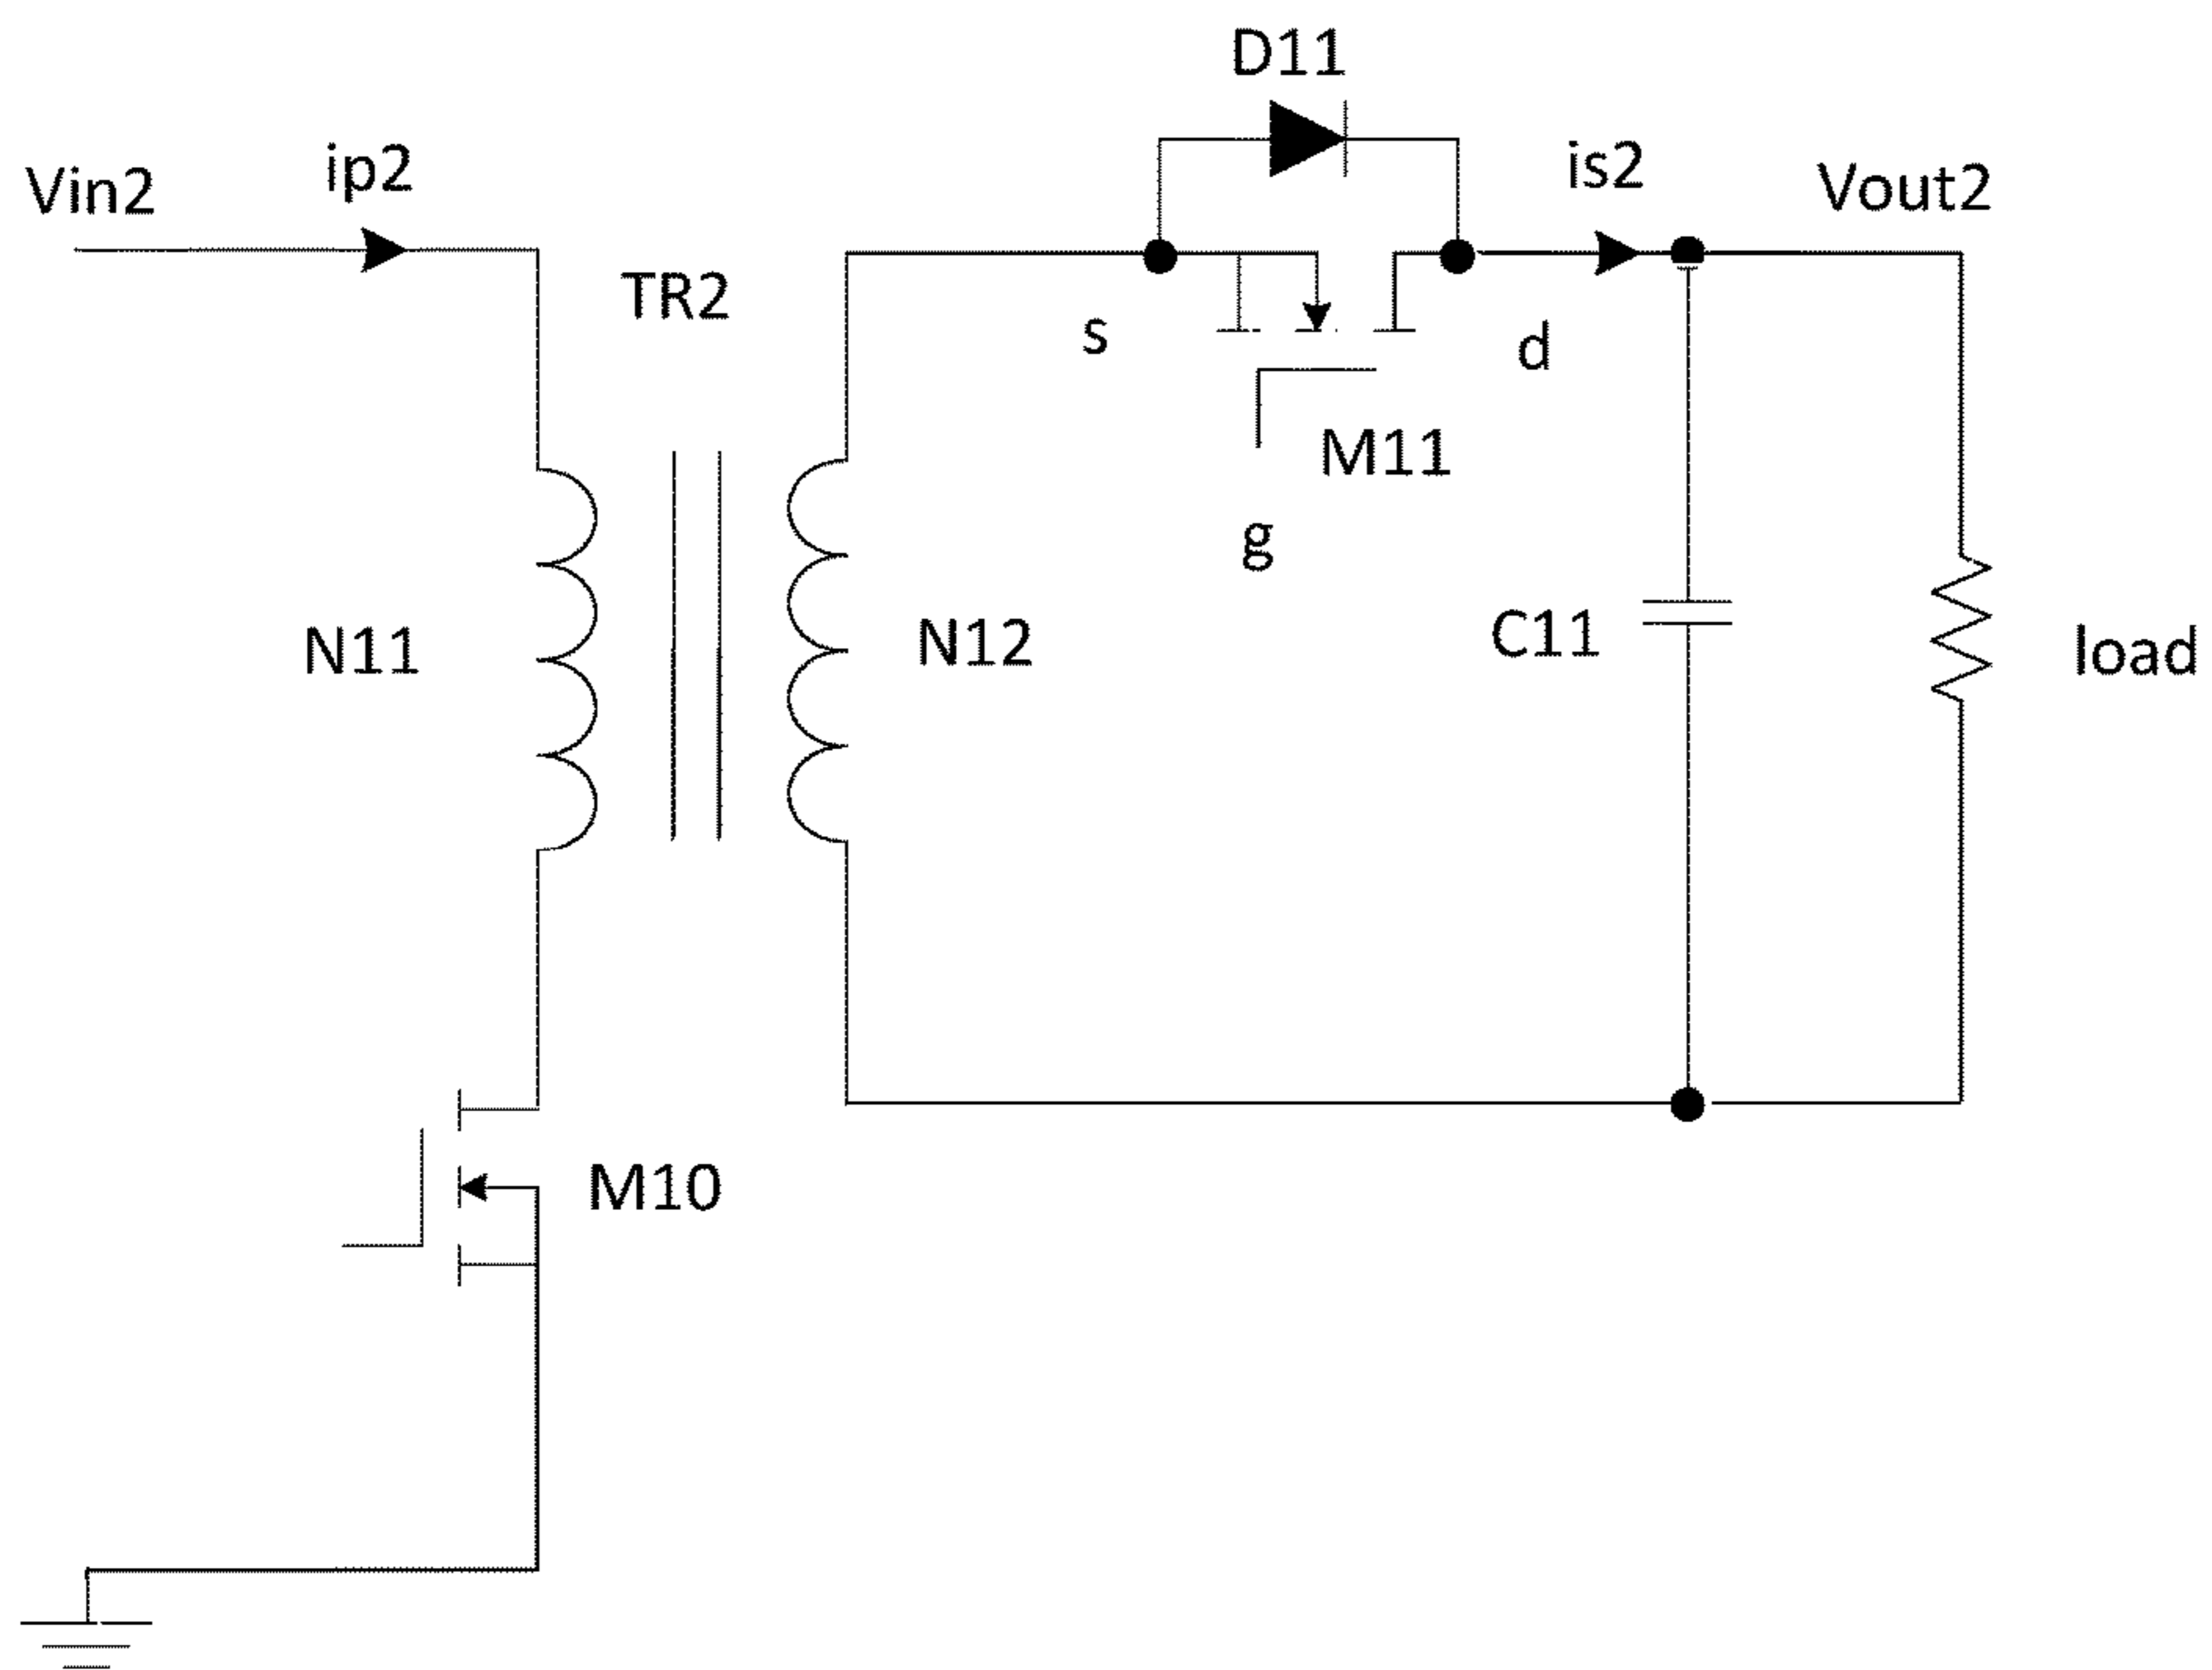 D11
Vin2
ip2
is2
Vout2
TR2
s
d
M11
g
N11
N12
C11
load
M10